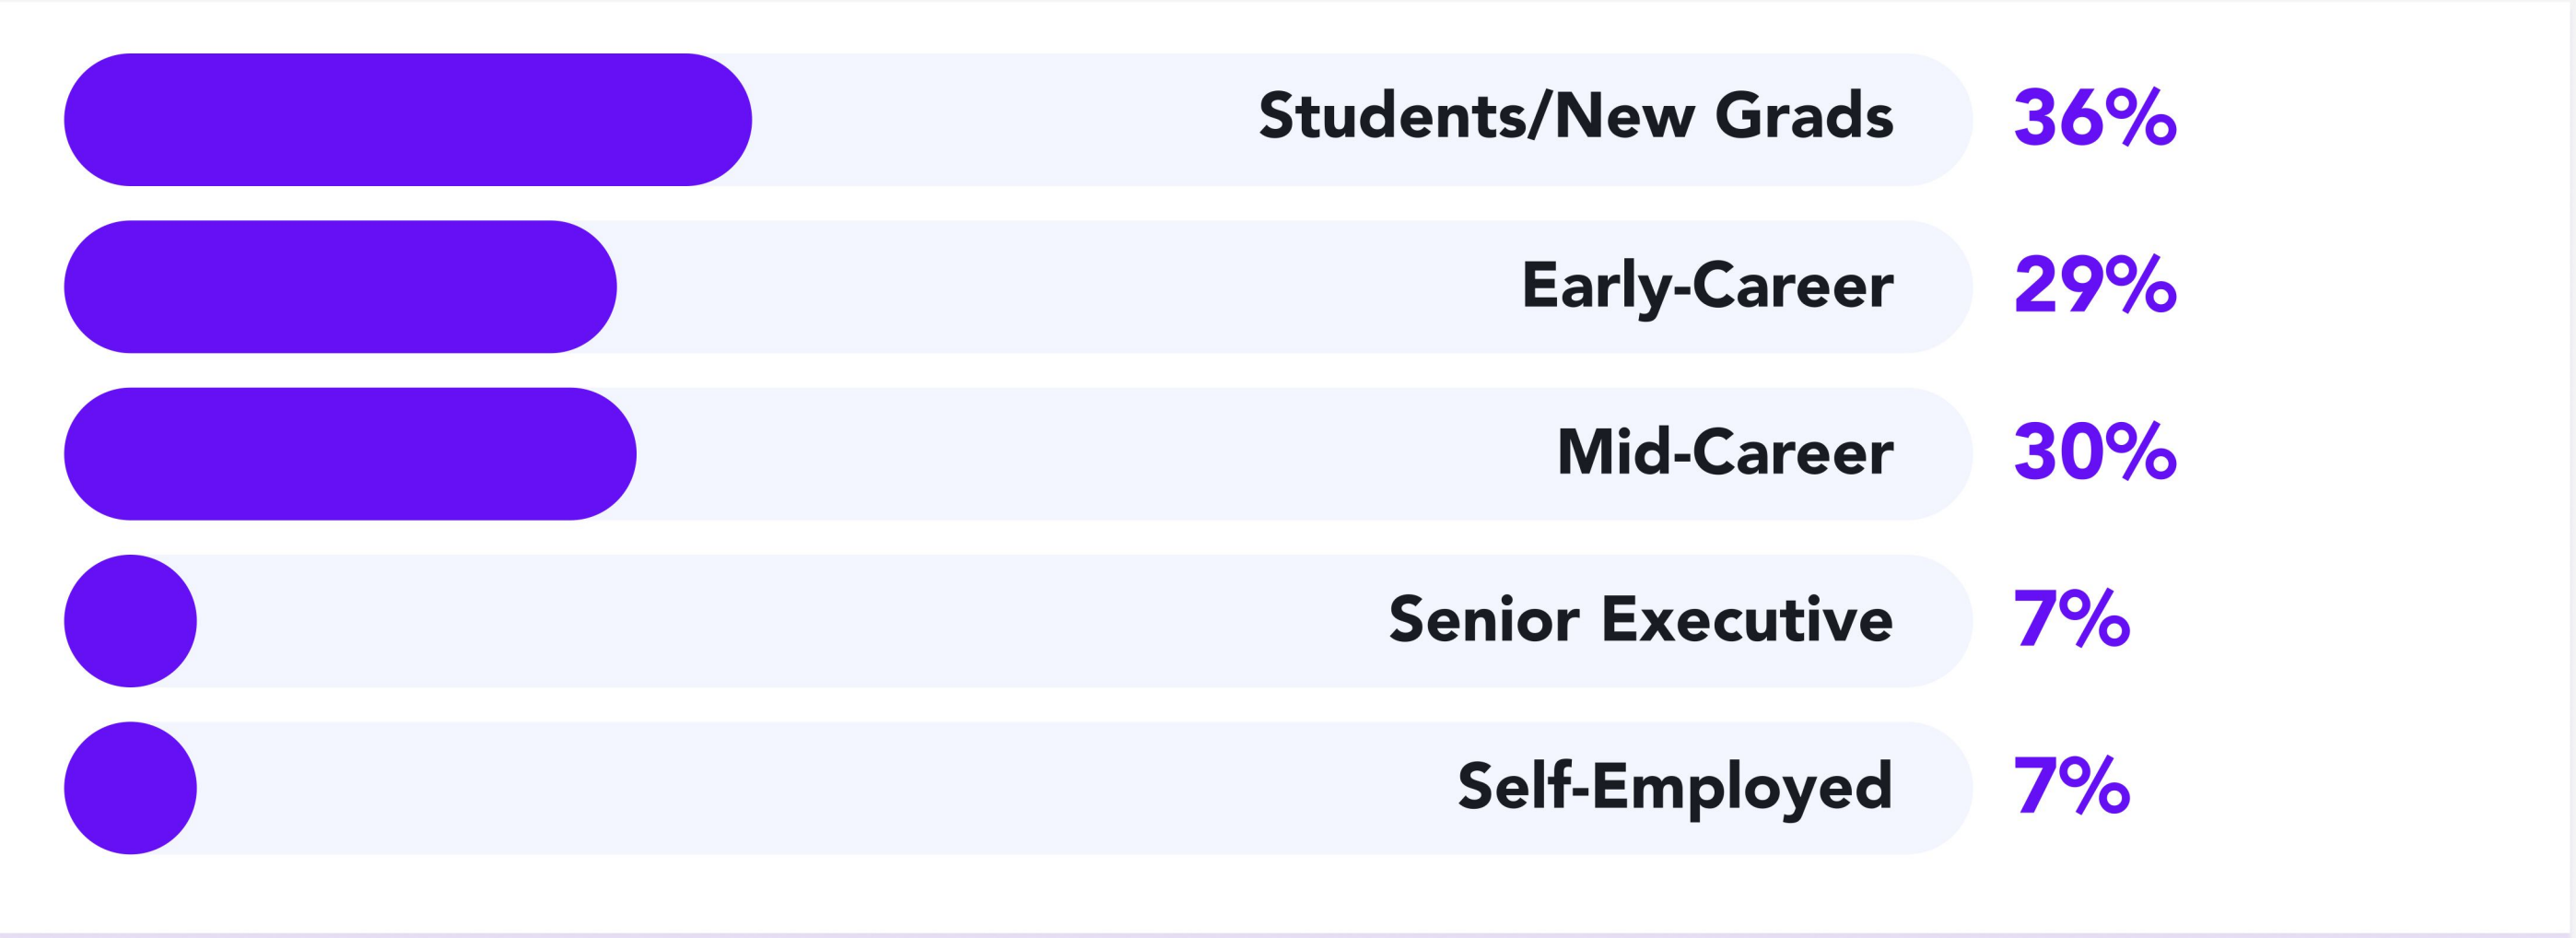 Students/New Grads 36%
Early-Career 29%
Mid-Career 30%
Senior Executive 7%
Self-Employed 7%